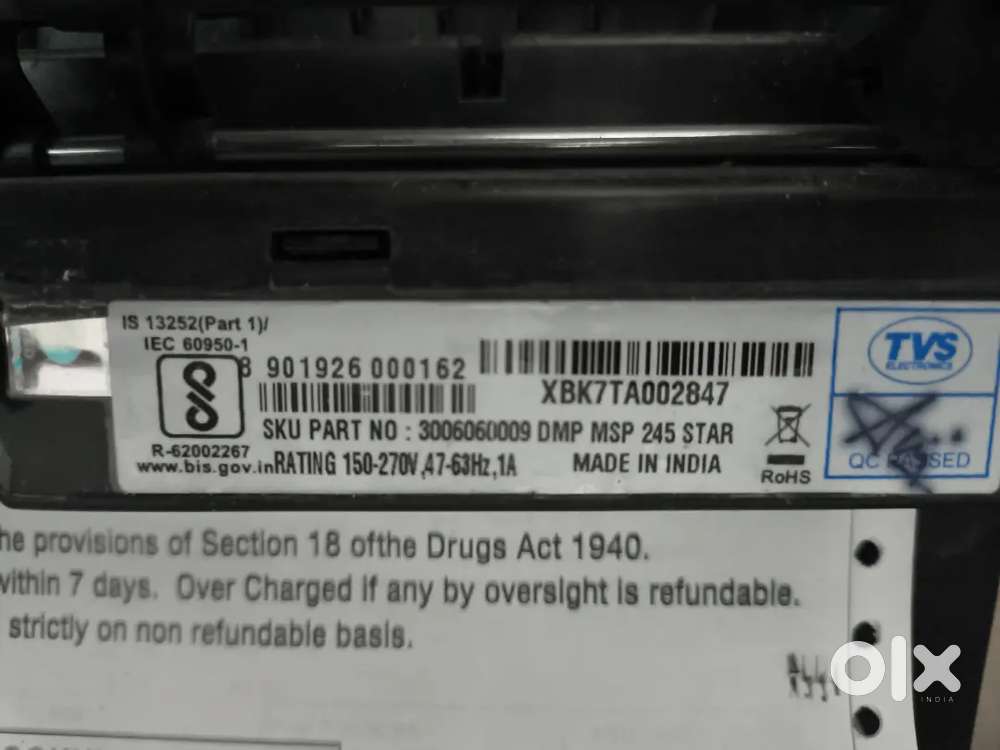 IS 13252(Part 1)/
IEC 60950-1
8 901926 000162
XBK7TA002847
SKU PART NO : 3006060009 DMP MSP 245 STAR
R-62002267
www.bis.gov.in
RATING 150-270V,47-63Hz,1A
MADE IN INDIA
RoHS
TVS
ELECTRONICS
QC PASSED
he provisions of Section 18 ofthe Drugs Act 1940.
within 7 days. Over Charged if any by oversight is refundable.
strictly on non refundable basis.
olx
INDIA